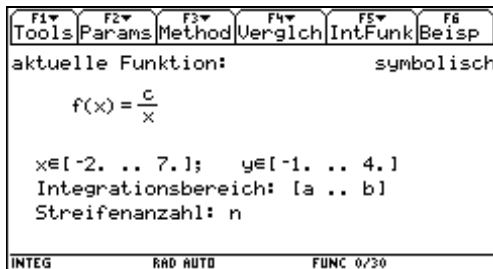 F1▼ F2▼ F3▼ F4▼ F5▼ F6
Tools Params Method Verglch IntFunk Beisp
aktuelle Funktion: symbolisch
f(x) = c/x
x∈[-2. .. 7.]; y∈[-1. .. 4.]
Integrationsbereich: [a .. b]
Streifenanzahl: n
INTEG RAD AUTO FUNC 0/30